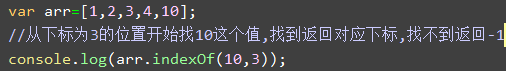 var arr=[1,2,3,4,10];
//从下标为3的位置开始找10这个值,找到返回对应下标,找不到返回-1
console.log(arr.indexOf(10,3));